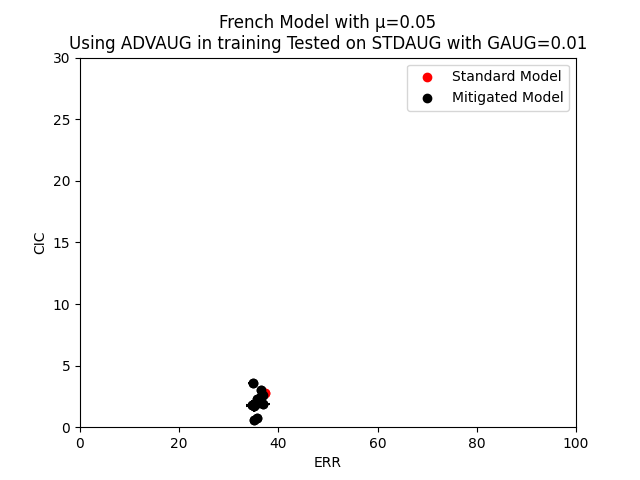 French Model with μ=0.05
Using ADVAUG in training Tested on STDAUG with GAUG=0.01
Standard Model
Mitigated Model
30
25
20
15
10
5
0
CIC
0 20 40 60 80 100
ERR